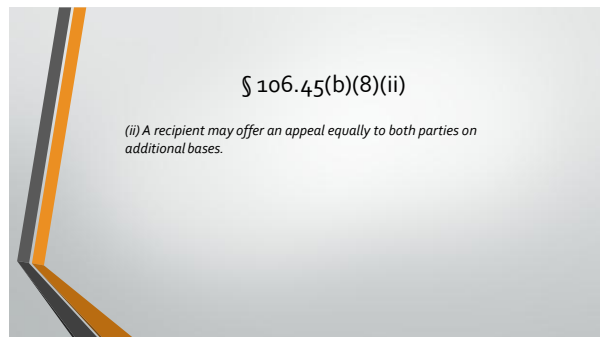 § 106.45(b)(8)(ii)
(ii) A recipient may offer an appeal equally to both parties on
additional bases.